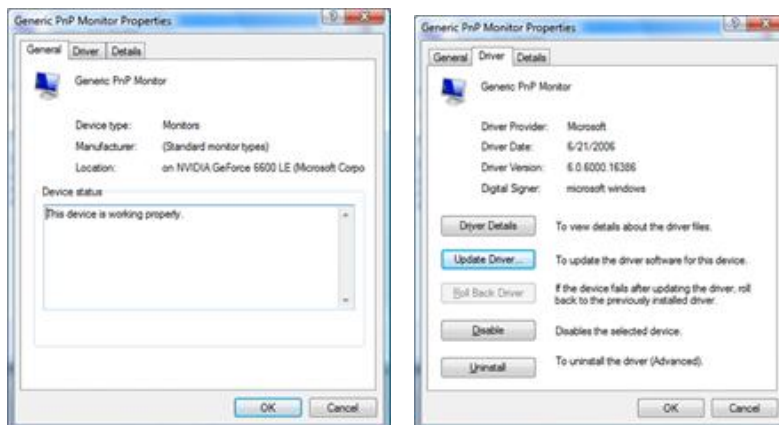 Generic PnP Monitor Properties
General Driver Details
Generic PnP Monitor
Device type: Monitors
Manufacturer: (Standard monitor types)
Location: on NVIDIA GeForce 6600 LE (Microsoft Corpo
Device status
This device is working properly.
OK Cancel
Generic PnP Monitor Properties
General Driver Details
Generic PnP Monitor
Driver Provider: Microsoft
Driver Date: 6/21/2006
Driver Version: 6.0.6000.16386
Digital Signer: microsoft windows
Driver Details To view details about the driver files.
Update Driver... To update the driver software for this device.
Roll Back Driver If the device fails after updating the driver, roll
back to the previously installed driver.
Disable Disables the selected device.
Uninstall To uninstall the driver (Advanced).
OK Cancel